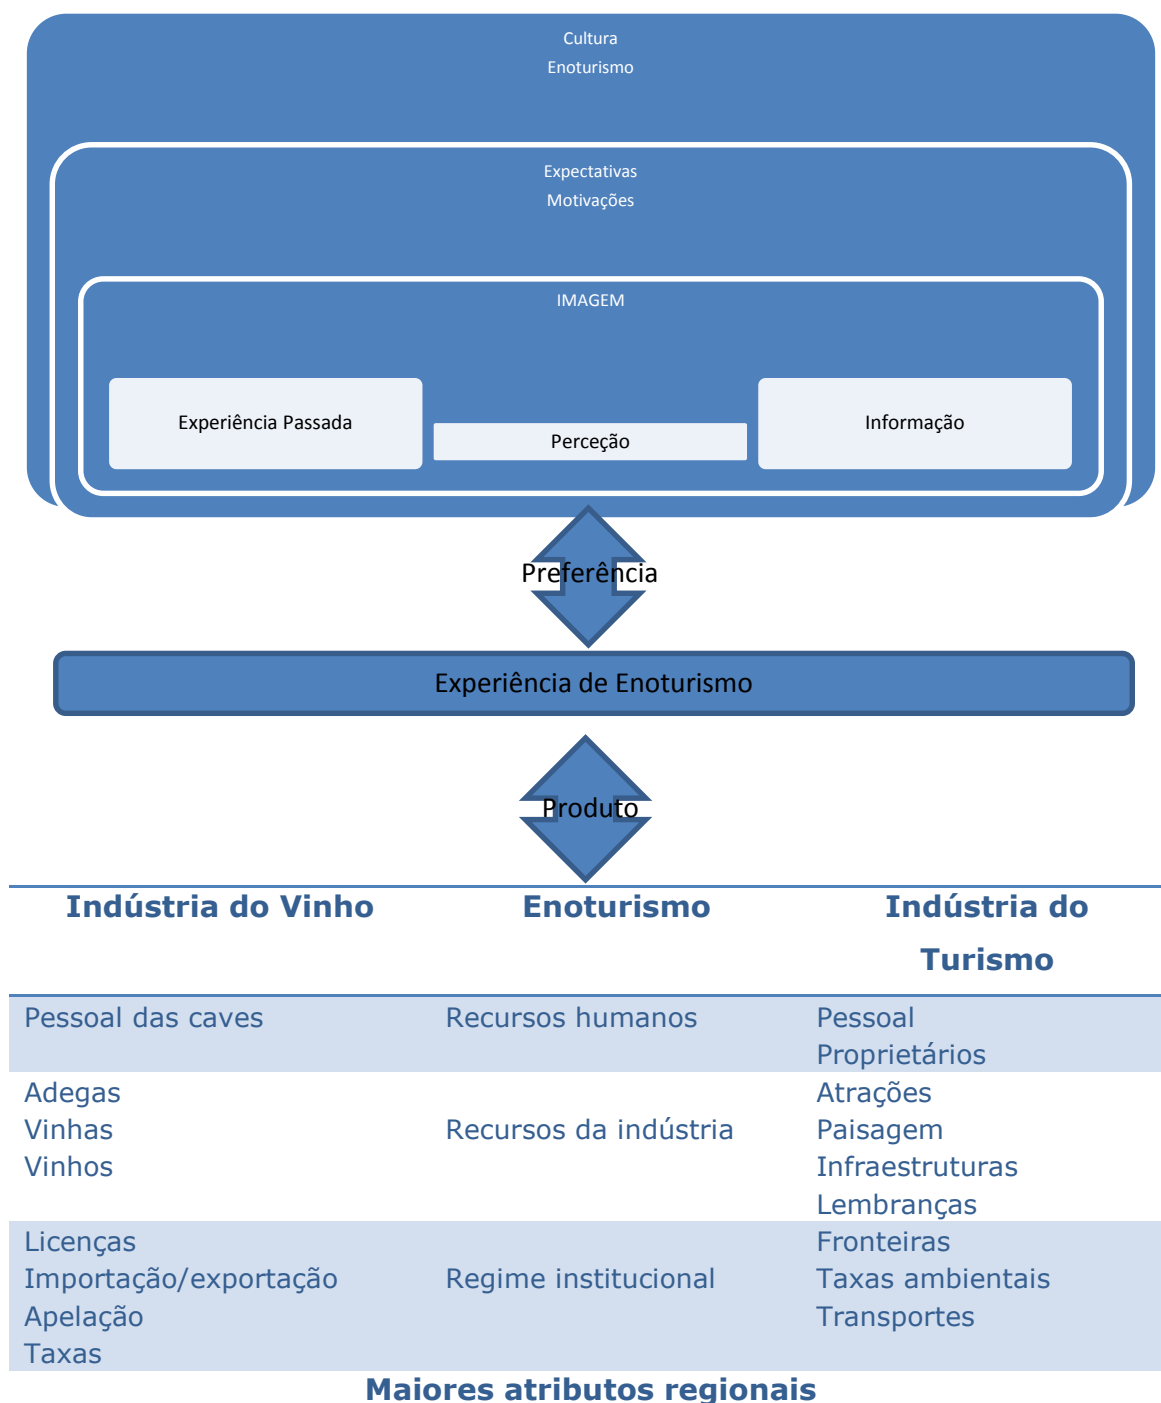 Cultura
Enoturismo
Expectativas
Motivações
IMAGEM
Experiência Passada
Perceção
Informação
Preferência
Experiência de Enoturismo
Produto
Indústria do Vinho
Enoturismo
Indústria do
Turismo
Pessoal das caves
Recursos humanos
Pessoal
Proprietários
Adegas
Vinhas
Vinhos
Recursos da indústria
Atrações
Paisagem
Infraestruturas
Lembranças
Licenças
Importação/exportação
Apelação
Taxas
Regime institucional
Fronteiras
Taxas ambientais
Transportes
Maiores atributos regionais